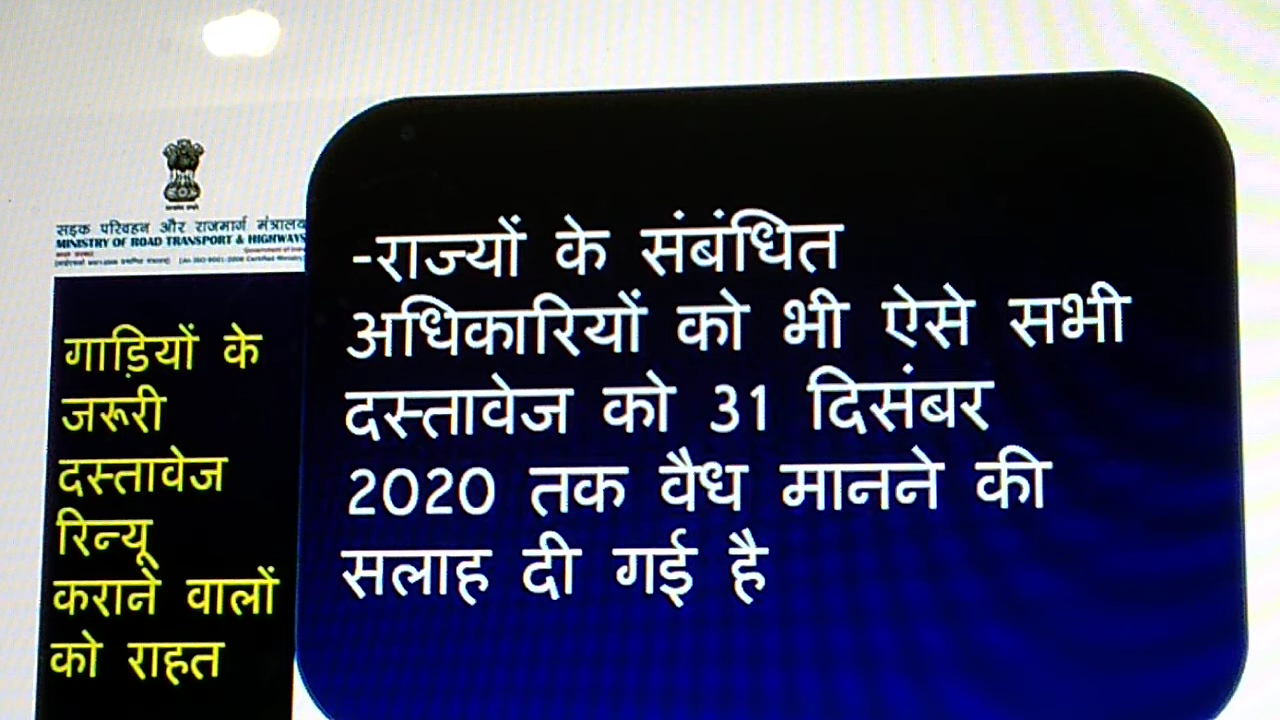 सड़क परिवहन और राजमार्ग मंत्रालय
MINISTRY OF ROAD TRANSPORT & HIGHWAYS
गाड़ियों के
जरूरी
दस्तावेज
रिन्यू
कराने वालों
को राहत
-राज्यों के संबंधित
अधिकारियों को भी ऐसे सभी
दस्तावेज को 31 दिसंबर
2020 तक वैध मानने की
सलाह दी गई है